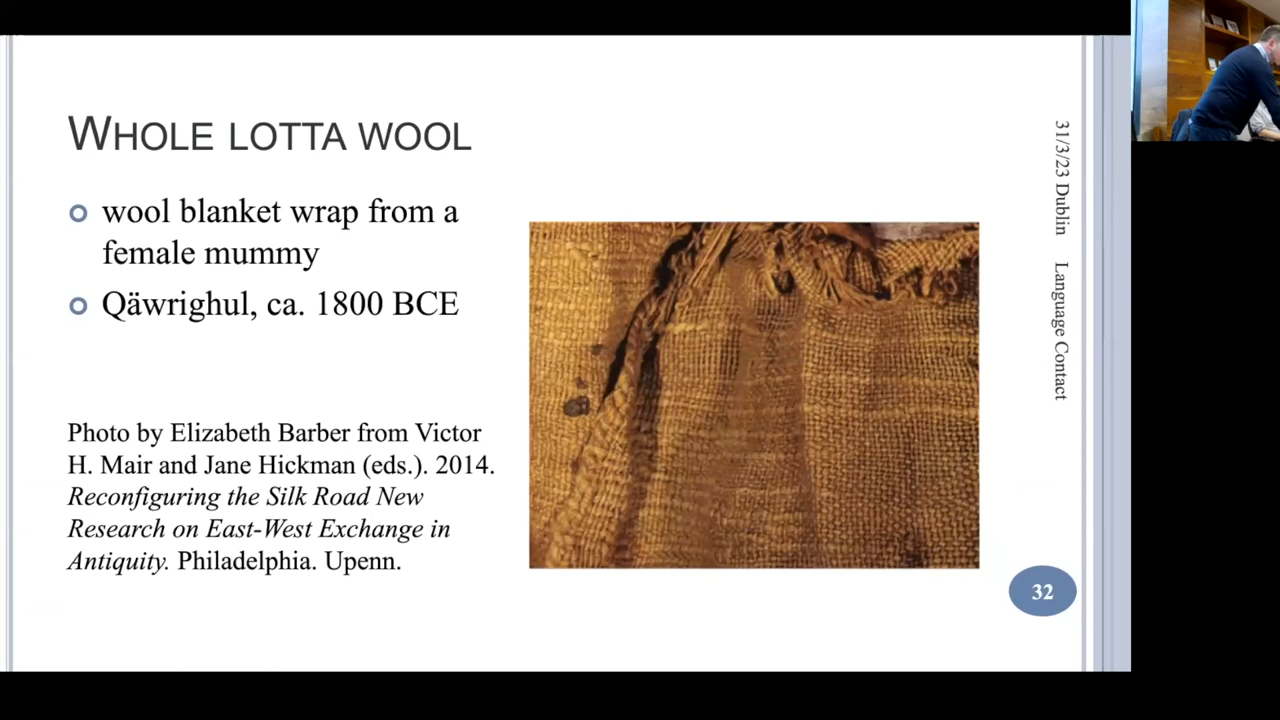 WHOLE LOTTA WOOL
wool blanket wrap from a
female mummy
Qäwrighul, ca. 1800 BCE
Photo by Elizabeth Barber from Victor
H. Mair and Jane Hickman (eds.). 2014.
Reconfiguring the Silk Road New
Research on East-West Exchange in
Antiquity. Philadelphia. Upenn.
31/3/23 Dublin Language Contact
32